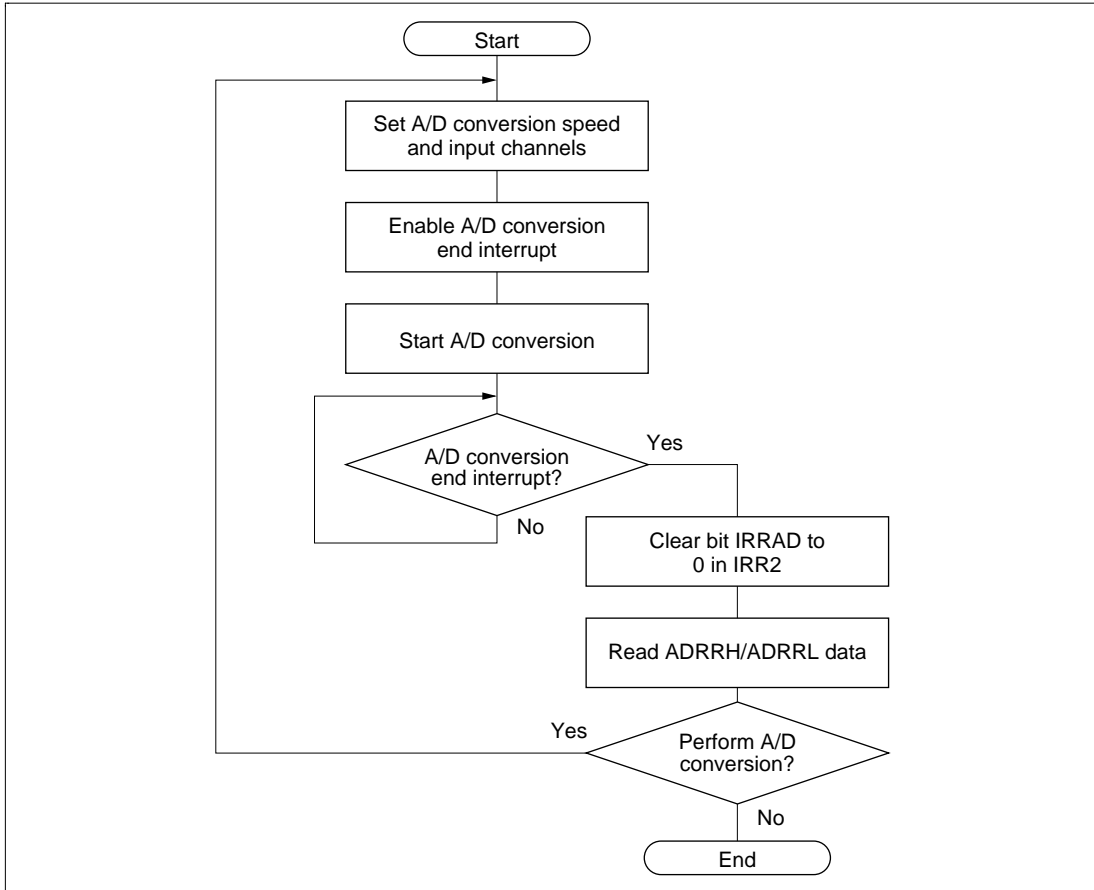 Start
Set A/D conversion speed
and input channels
Enable A/D conversion
end interrupt
Start A/D conversion
A/D conversion
end interrupt?
Yes
No
Clear bit IRRAD to
0 in IRR2
Read ADRRH/ADRRL data
Perform A/D
conversion?
Yes
No
End